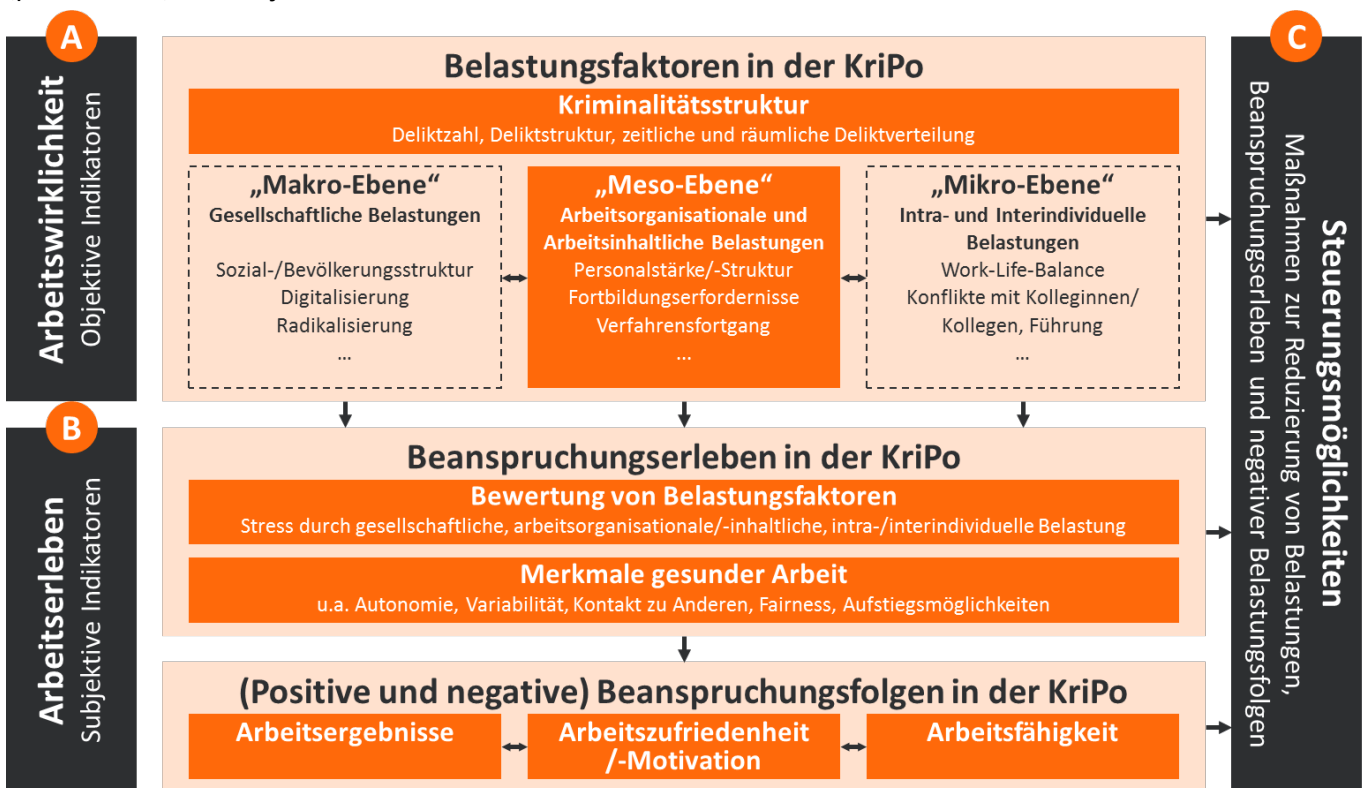 A
Arbeitswirklichkeit
Objektive Indikatoren
Belastungsfaktoren in der KriPo
Kriminalitätsstruktur
Deliktzahl, Deliktstruktur, zeitliche und räumliche Deliktverteilung
„Makro-Ebene“
Gesellschaftliche Belastungen
Sozial-/Bevölkerungsstruktur
Digitalisierung
Radikalisierung
...
„Meso-Ebene“
Arbeitsorganisationale und
Arbeitsinhaltliche Belastungen
Personalstärke/-Struktur
Fortbildungserfordernisse
Verfahrensfortgang
...
„Mikro-Ebene“
Intra- und Interindividuelle
Belastungen
Work-Life-Balance
Konflikte mit Kolleginnen/
Kollegen, Führung
...
B
Arbeitserleben
Subjektive Indikatoren
Beanspruchungserleben in der KriPo
Bewertung von Belastungsfaktoren
Stress durch gesellschaftliche, arbeitsorganisationale/-inhaltliche, intra-/interindividuelle Belastung
Merkmale gesunder Arbeit
u.a. Autonomie, Variabilität, Kontakt zu Anderen, Fairness, Aufstiegsmöglichkeiten
(Positive und negative) Beanspruchungsfolgen in der KriPo
Arbeitsergebnisse
Arbeitszufriedenheit
/-Motivation
Arbeitsfähigkeit
C
Steuerungsmöglichkeiten
Maßnahmen zur Reduzierung von Belastungen,
Beanspruchungserleben und negativer Belastungsfolgen